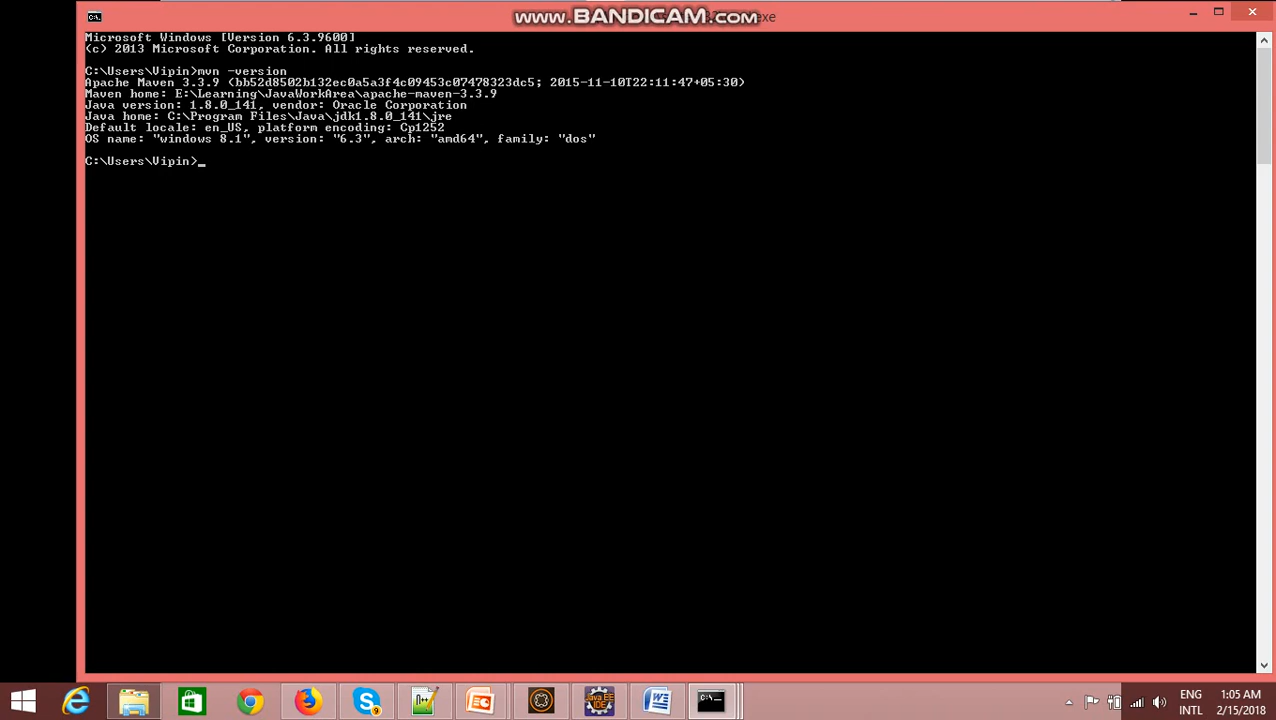 www.BANDICAM.com
exe
Microsoft Windows [Version 6.3.9600]
(c) 2013 Microsoft Corporation. All rights reserved.
C:\Users\Vipin>mvn -version
Apache Maven 3.3.9 (bb52d8502b132ec0a5a3f4c09453c07478323dc5; 2015-11-10T22:11:47+05:30)
Maven home: E:\Learning\JavaWorkArea\apache-maven-3.3.9
Java version: 1.8.0_141, vendor: Oracle Corporation
Java home: C:\Program Files\Java\jdk1.8.0_141\jre
Default locale: en_US, platform encoding: Cp1252
OS name: "windows 8.1", version: "6.3", arch: "amd64", family: "dos"
C:\Users\Vipin>_
ENG
INTL
1:05 AM
2/15/2018